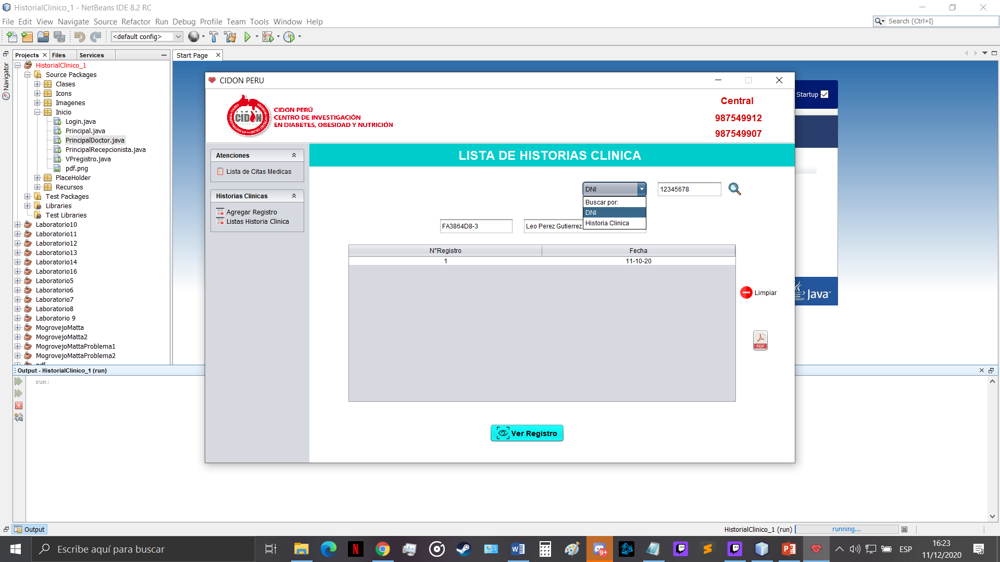 HistorialClinico_1 - NetBeans IDE 8.2 RC
File Edit View Navigate Source Refactor Run Debug Profile Team Tools Window Help
Search (Ctrl+I)
<default config>
Projects Files Services
Start Page
Navigator
HistorialClinico_1
Source Packages
Clases
Icons
Imagenes
Inicio
Login.java
Principal.java
PrincipalDoctor.java
PrincipalRecepcionista.java
VPregistro.java
pdf.png
PlaceHolder
Recursos
Test Packages
Libraries
Test Libraries
Laboratorio10
Laboratorio11
Laboratorio12
Laboratorio13
Laboratorio14
Laboratorio16
Laboratorio5
Laboratorio6
Laboratorio7
Laboratorio8
Laboratorio 9
MogrovejoMatta
MogrovejoMatta2
MogrovejoMattaProblema1
MogrovejoMattaProblema2
pdf
Startup
Java
CIDON PERU
CIDON
CIDON PERÚ
CENTRO DE INVESTIGACIÓN
EN DIABETES, OBESIDAD Y NUTRICIÓN
Central
987549912
987549907
Atenciones
Lista de Citas Medicas
Historias Clinicas
Agregar Registro
Listas Historia Clinica
LISTA DE HISTORIAS CLINICA
DNI
12345678
Buscar por:
DNI
Historia Clinica
FA3864D8-3
Leo Perez Gutierrez
N°Registro Fecha
1 11-10-20
Limpiar
PDF
Ver Registro
Output - HistorialClinico_1 (run)
run:
Output
HistorialClinico_1 (run)
running...
Escribe aquí para buscar
9+
ESP
16:23
11/12/2020